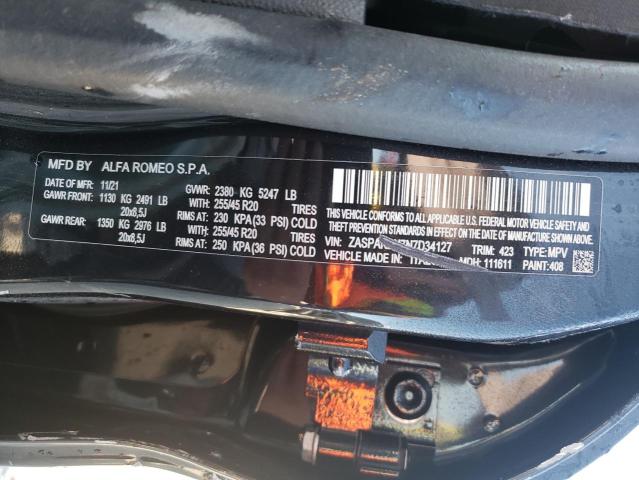 MFD BY ALFA ROMEO S.P.A.
DATE OF MFR 11/21 GWVR: 2380 KG 5247 LB
GAWR FRONT: 1130 KG 2491 LB WITH: 255/45 R20 TIRES
20x8,5J RIMS AT: 230 KPA (33 PSI) COLD
GAWR REAR: 1350 KG 2976 LB WITH: 255/45 R20 TIRES
20x8,5J RIMS AT: 250 KPA (36 PSI) COLD
THIS VEHICLE CONFORMS TO ALL APPLICABLE U.S. FEDERAL MOTOR VEHICLE SAFETY AND
THEFT PREVENTION STANDARDS IN EFFECT ON THE DATE OF MANUFACTURE SHOWN ABOVE.
VIN: TRIM: 423 TYPE: MPV
VEHICLE MADE IN: MDH: 111611 PAINT: 408